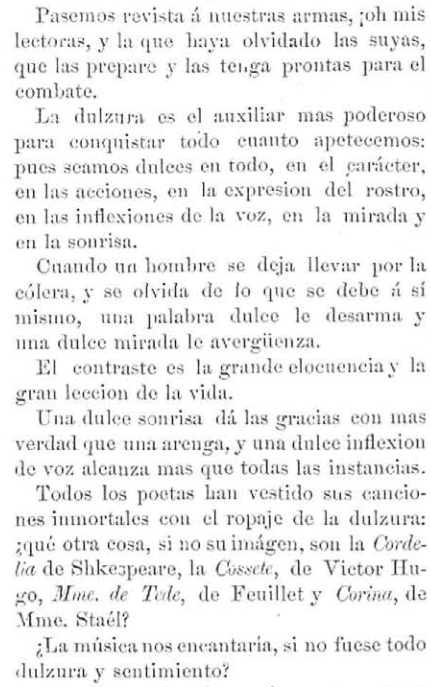 Pasemos revista á nuestras armas, ¡oh mis
lectoras, y la que haya olvidado las suyas,
que las prepare y las tenga prontas para el
combate.
La dulzura es el auxiliar mas poderoso
para conquistar todo cuanto apetecemos:
pues seamos dulces en todo, en el carácter,
en las acciones, en la expresion del rostro,
en las inflexiones de la voz, en la mirada y
en la sonrisa.
Cuando un hombre se deja llevar por la
cólera, y se olvida de lo que se debe á sí
mismo, una palabra dulce le desarma y
una dulce mirada le avergüenza.
El contraste es la grande elocuencia y la
gran leccion de la vida.
Una dulce sonrisa dá las gracias con mas
verdad que una arenga, y una dulce inflexion
de voz alcanza mas que todas las instancias.
Todos los poetas han vestido sus cancio-
nes inmortales con el ropaje de la dulzura:
¿qué otra cosa, si no su imágen, son la Corde-
lia de Shkespeare, la Cossete, de Victor Hu-
go, Mme. de Tede, de Feuillet y Corina, de
Mme. Staël?
¿La música nos encantaría, si no fuese todo
dulzura y sentimiento?